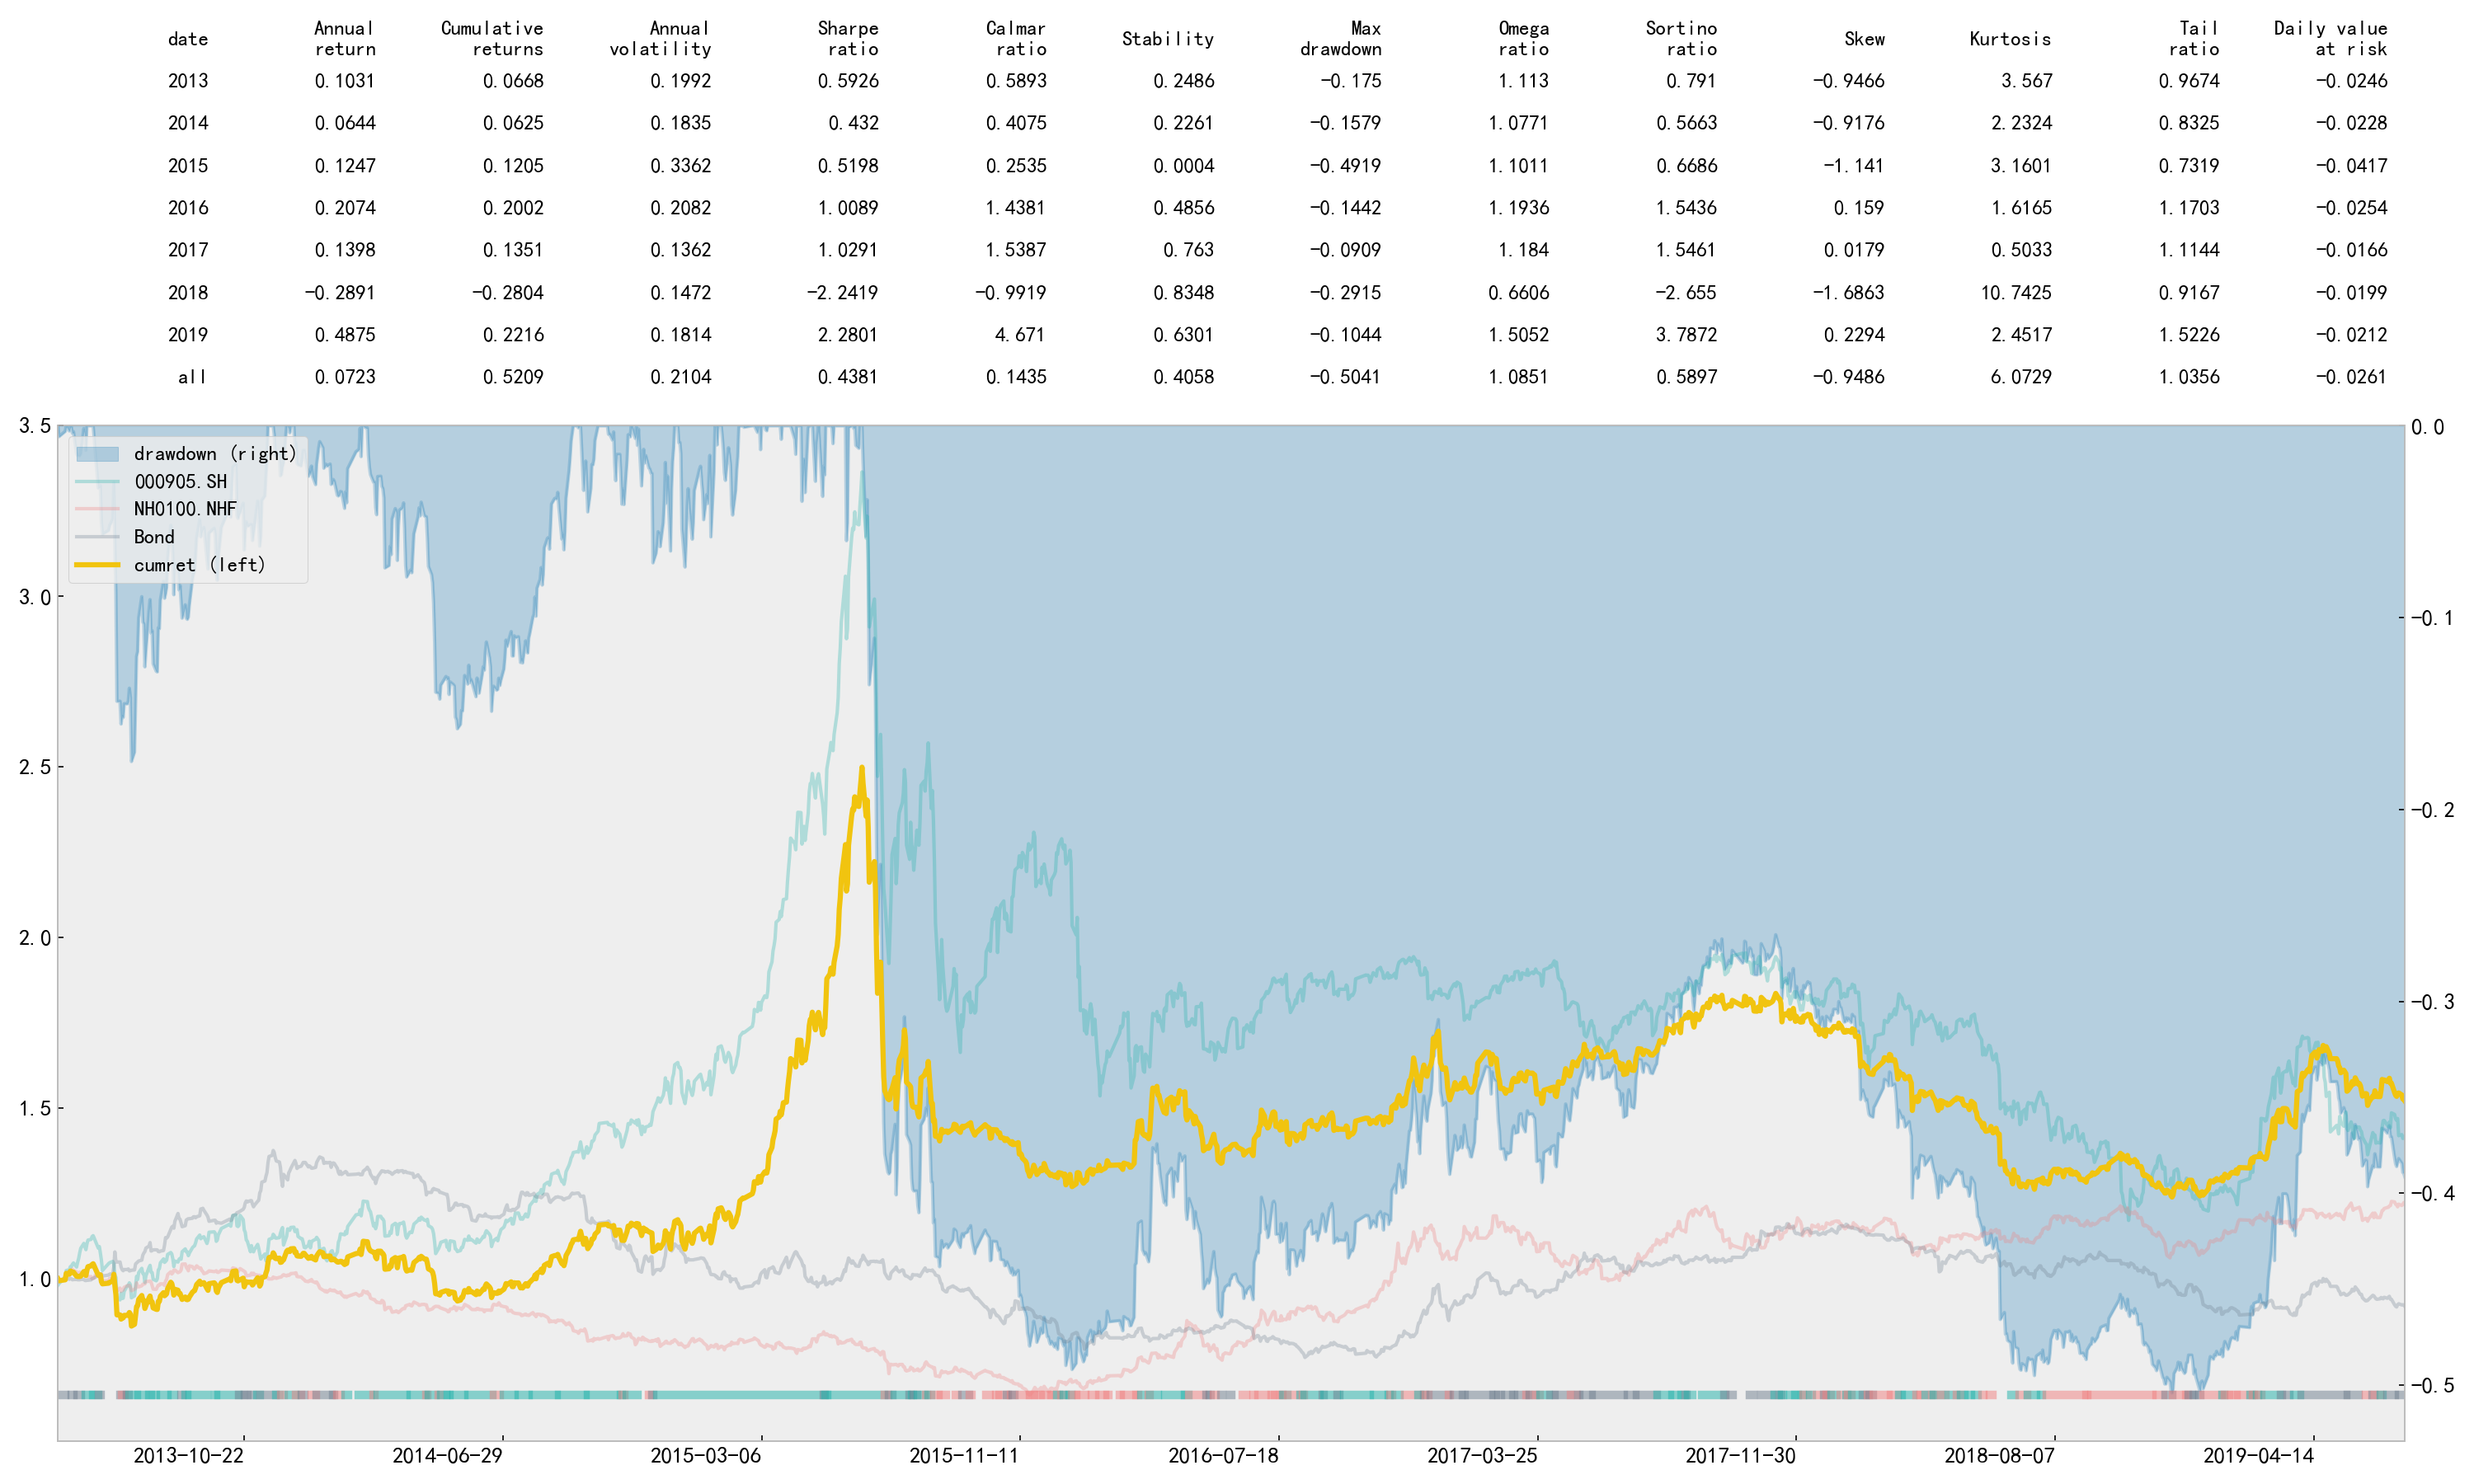 date Annual return Cumulative returns Annual volatility Sharpe ratio Calmar ratio Stability Max drawdown Omega ratio Sortino ratio Skew Kurtosis Tail ratio Daily value at risk
2013 0.1031 0.0668 0.1992 0.5926 0.5893 0.2486 −0.175 1.113 0.791 −0.9466 3.567 0.9674 −0.0246
2014 0.0644 0.0625 0.1835 0.432 0.4075 0.2261 −0.1579 1.0771 0.5663 −0.9176 2.2324 0.8325 −0.0228
2015 0.1247 0.1205 0.3362 0.5198 0.2535 0.0004 −0.4919 1.1011 0.6686 −1.141 3.1601 0.7319 −0.0417
2016 0.2074 0.2002 0.2082 1.0089 1.4381 0.4856 −0.1442 1.1936 1.5436 0.159 1.6165 1.1703 −0.0254
2017 0.1398 0.1351 0.1362 1.0291 1.5387 0.763 −0.0909 1.184 1.5461 0.0179 0.5033 1.1144 −0.0166
2018 −0.2891 −0.2804 0.1472 −2.2419 −0.9919 0.8348 −0.2915 0.6606 −2.655 −1.6863 10.7425 0.9167 −0.0199
2019 0.4875 0.2216 0.1814 2.2801 4.671 0.6301 −0.1044 1.5052 3.7872 0.2294 2.4517 1.5226 −0.0212
all 0.0723 0.5209 0.2104 0.4381 0.1435 0.4058 −0.5041 1.0851 0.5897 −0.9486 6.0729 1.0356 −0.0261
3.5
3.0
2.5
2.0
1.5
1.0
drawdown (right)
000905.SH
NH0100.NHF
Bond
cumret (left)
0.0
−0.1
−0.2
−0.3
−0.4
−0.5
2013−10−22 2014−06−29 2015−03−06 2015−11−11 2016−07−18 2017−03−25 2017−11−30 2018−08−07 2019−04−14